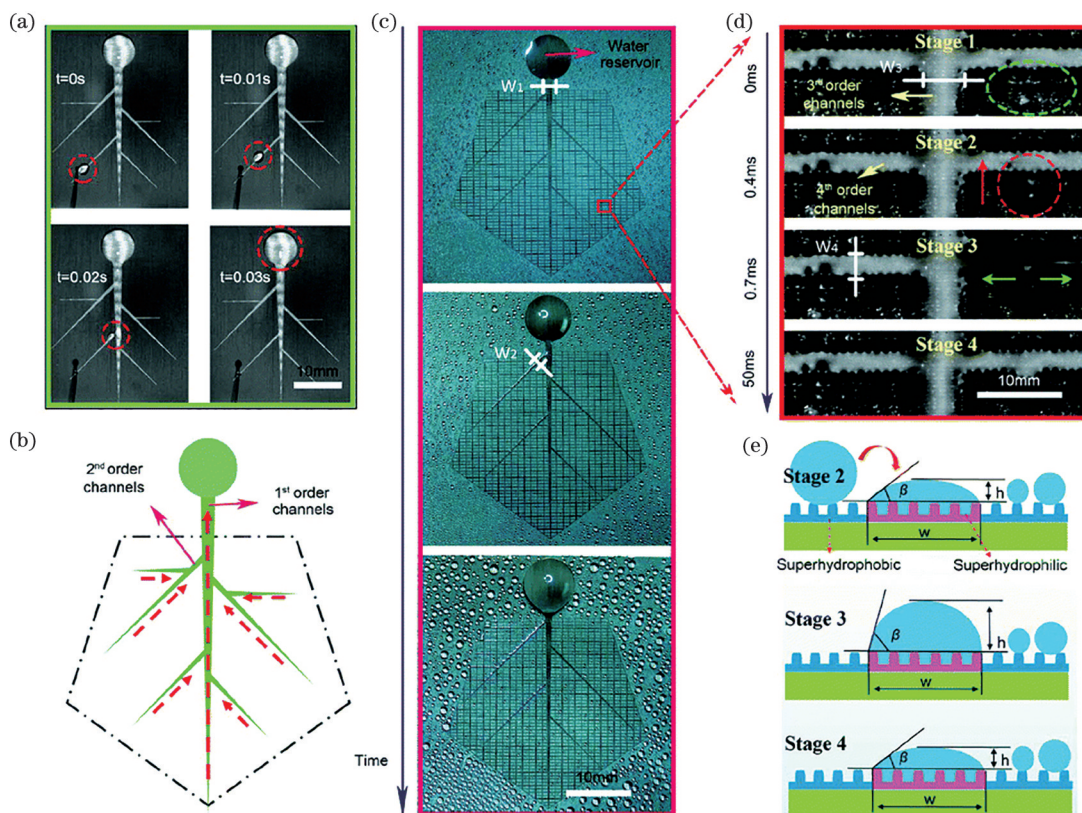 (a)
t=0s
t=0.01s
t=0.02s
t=0.03s
10mm
(b)
2nd order
channels
1st order
channels
(c)
Water
reservoir
W1
W2
10mm
Time
(d)
0ms
0.4ms
0.7ms
50ms
Stage 1
W3
3rd order
channels
Stage 2
4th order
channels
Stage 3
W4
Stage 4
10mm
(e)
Stage 2
β
h
w
Superhydrophobic
Superhydrophilic
Stage 3
β
h
w
Stage 4
β
h
w